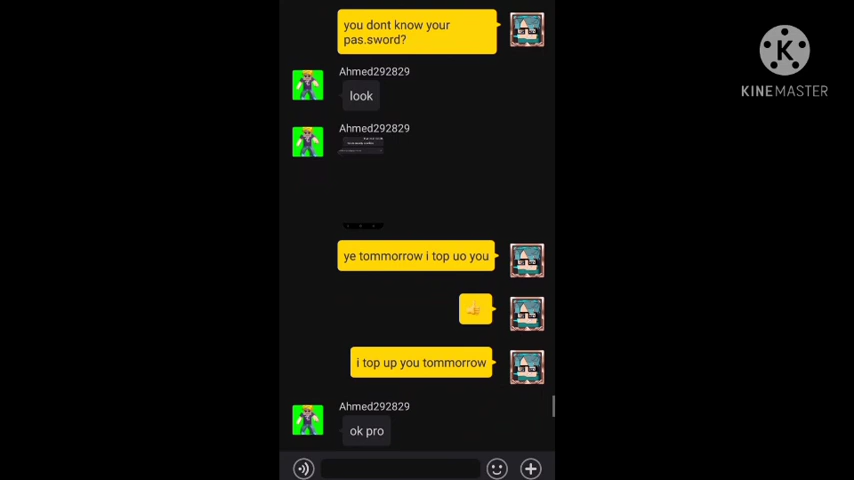 you dont know your
pas.sword?
Ahmed292829
look
Ahmed292829
ye tommorrow i top uo you
i top up you tommorrow
Ahmed292829
ok pro
K
KINEMASTER